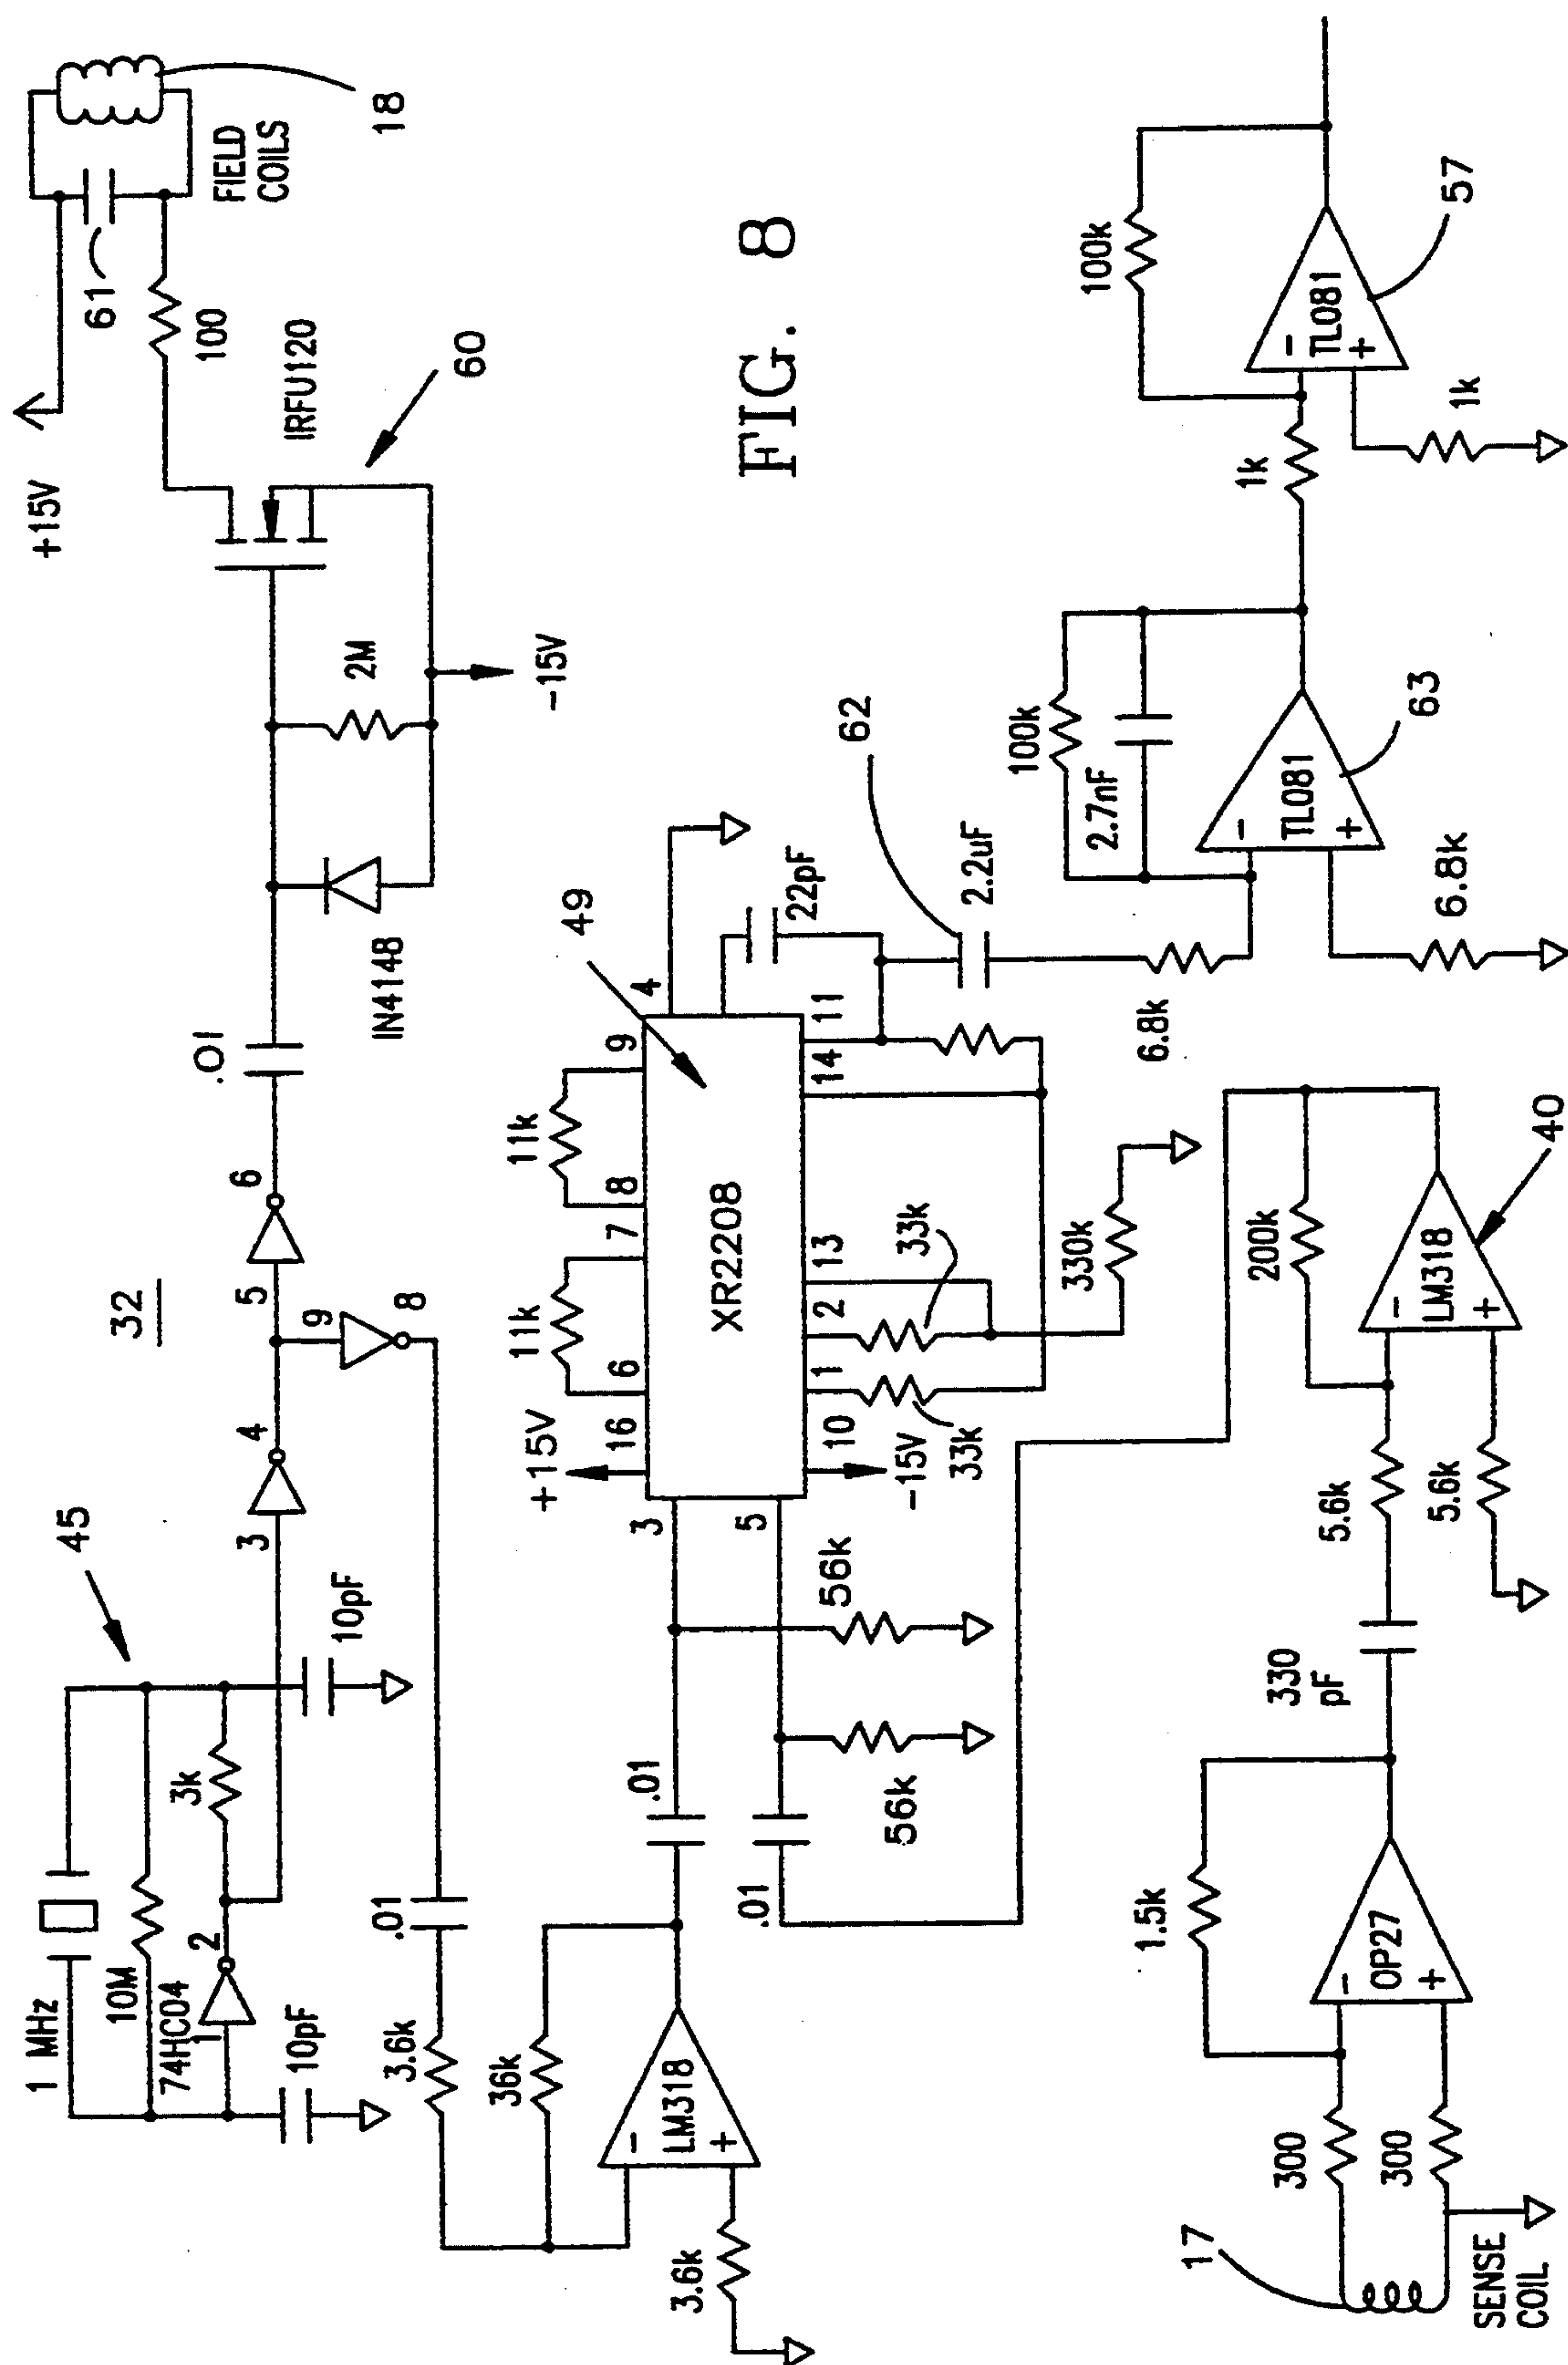 +15V
61
100
FIELD
COILS
18
IRFU120
60
2M
-15V
IN4148
.01
6
5
32
9
8
4
3
45
1 MHz
10M
3k
74HC04
2
1
10pF
10pF
FIG. 8
.01
3.6k
36k
LM318
-
+
3.6k
.01
56k
.01
56k
+15V
16
6
11k
7
8
11k
9
4
49
22pF
3
5
XR2208
10
1
2
13
14
11
-15V
33k
33k
330k
62
2.2uF
6.8k
100k
2.7nF
-
TL081
+
63
6.8k
1k
100k
-
TL081
+
57
1k
17
SENSE
COIL
300
300
1.5k
-
OP27
+
330
pF
5.6k
5.6k
200k
-
LM318
+
40